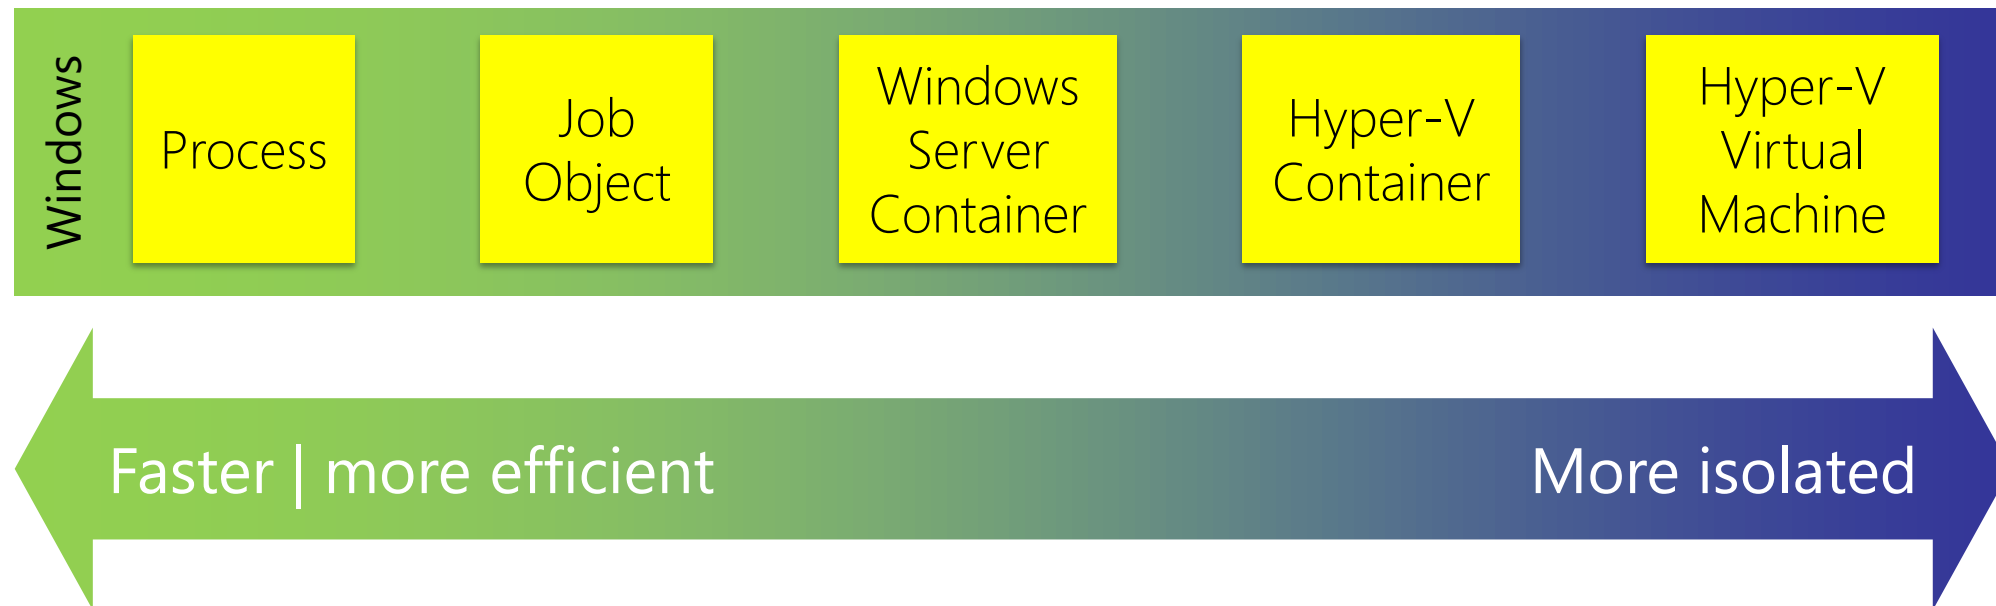 Windows
Process
Job
Object
Windows
Server
Container
Hyper-V
Container
Hyper-V
Virtual
Machine
Faster | more efficient
More isolated